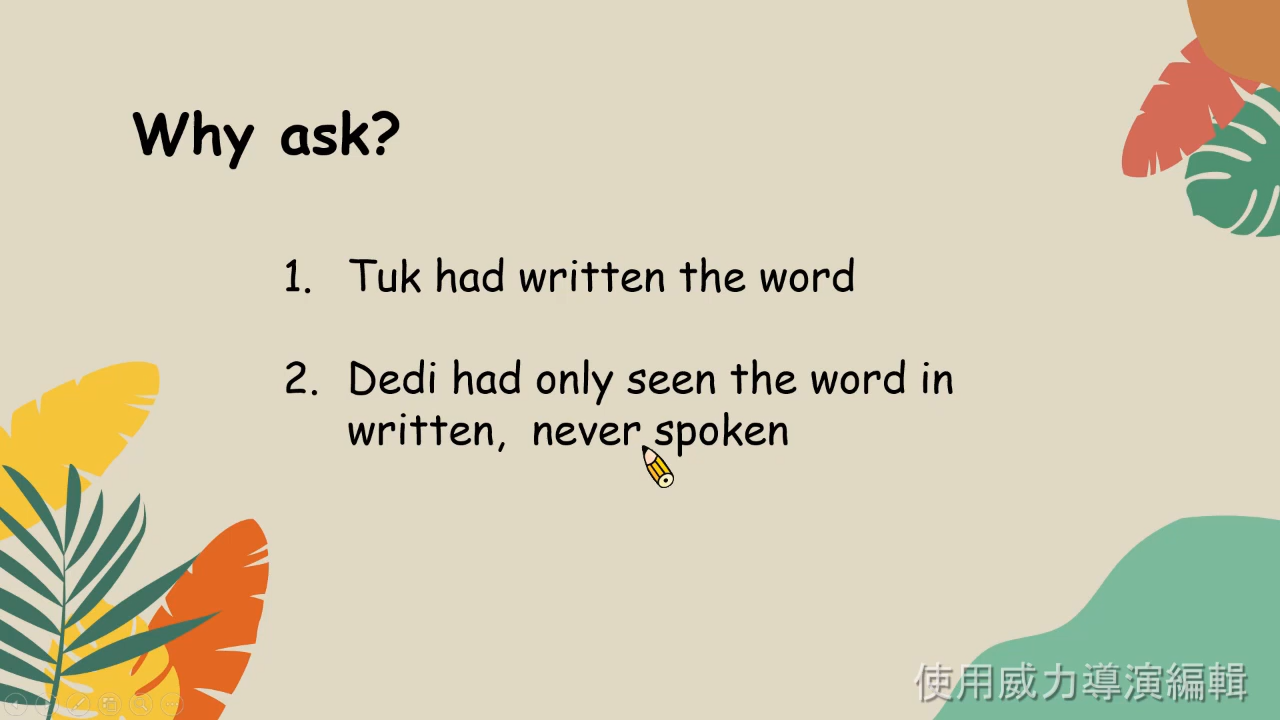 Why ask?
1. Tuk had written the word
2. Dedi had only seen the word in
written, never spoken
使用威力導演編輯